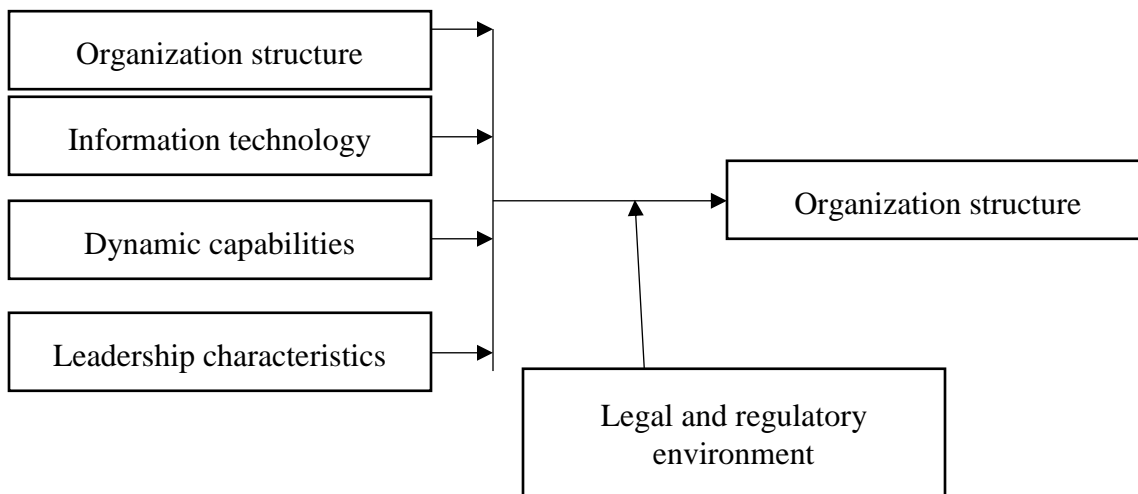 Organization structure
Information technology
Organization structure
Dynamic capabilities
Leadership characteristics
Legal and regulatory
environment